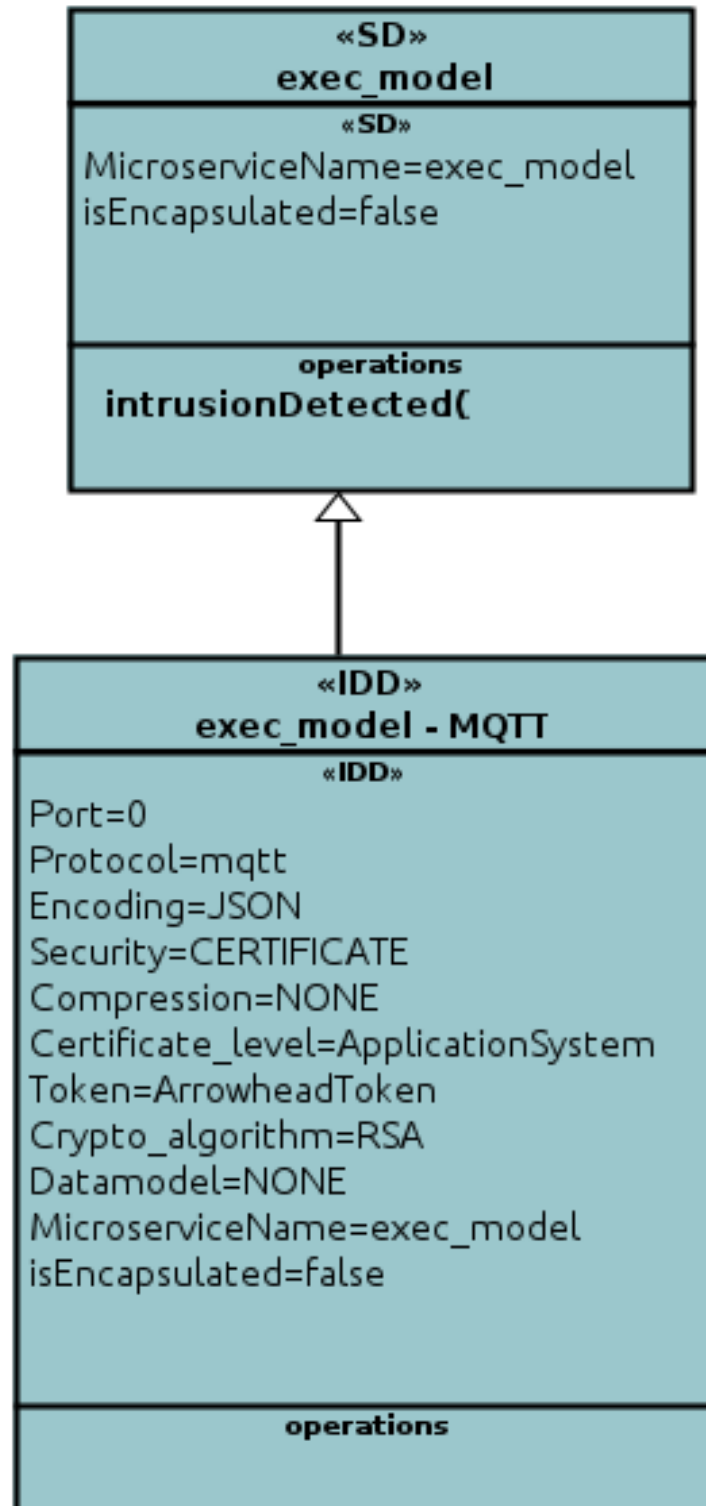 «SD»
exec_model
«SD»
MicroserviceName=exec_model
isEncapsulated=false
operations
intrusionDetected(
«IDD»
exec_model - MQTT
«IDD»
Port=0
Protocol=mqtt
Encoding=JSON
Security=CERTIFICATE
Compression=NONE
Certificate_level=ApplicationSystem
Token=ArrowheadToken
Crypto_algorithm=RSA
Datamodel=NONE
MicroserviceName=exec_model
isEncapsulated=false
operations